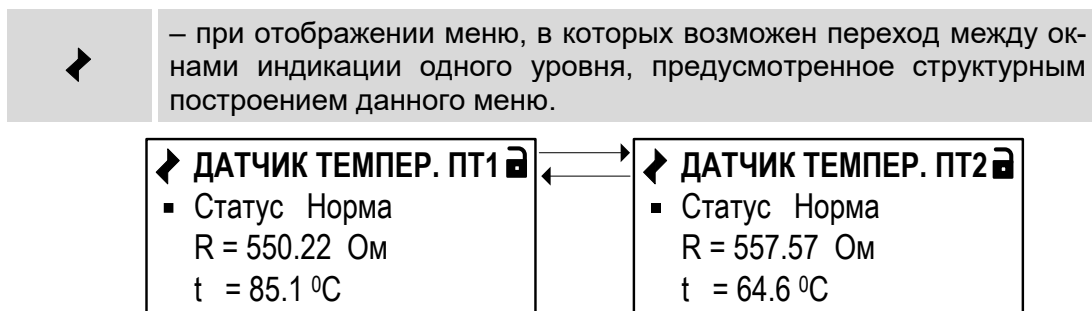 – при отображении меню, в которых возможен переход между ок-
нами индикации одного уровня, предусмотренное структурным
построением данного меню.
ДАТЧИК ТЕМПЕР. ПТ1
▪ Статус Норма
R = 550.22 Ом
t = 85.1 ⁰C
ДАТЧИК ТЕМПЕР. ПТ2
▪ Статус Норма
R = 557.57 Ом
t = 64.6 ⁰C